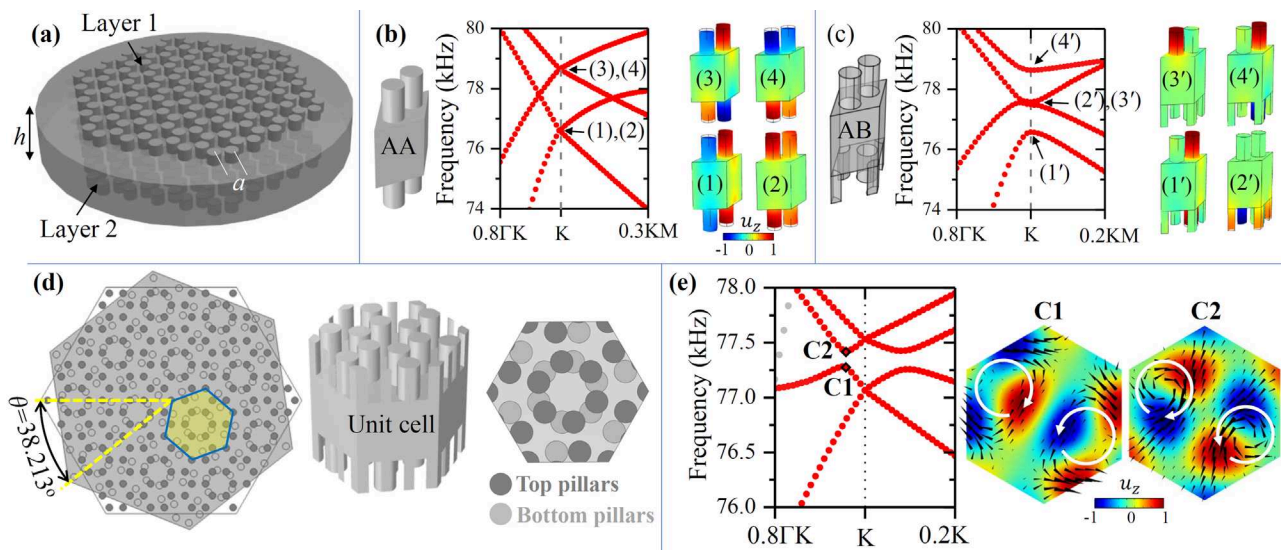 (a)
Layer 1
h
a
Layer 2
(b)
AA
Frequency (kHz)
80
78
76
74
(3),(4)
(1),(2)
0.8ΓK
K
0.3KM
(3)
(4)
(1)
(2)
u_z
-1 0 1
(c)
AB
Frequency (kHz)
80
78
76
74
(4′)
(2′),(3′)
(1′)
0.8ΓK
K
0.2KM
(3′)
(4′)
(1′)
(2′)
(d)
θ=38.213°
Unit cell
Top pillars
Bottom pillars
(e)
Frequency (kHz)
78.0
77.5
77.0
76.5
76.0
C2
C1
0.8ΓK
K
0.2K
C1
C2
u_z
-1 0 1